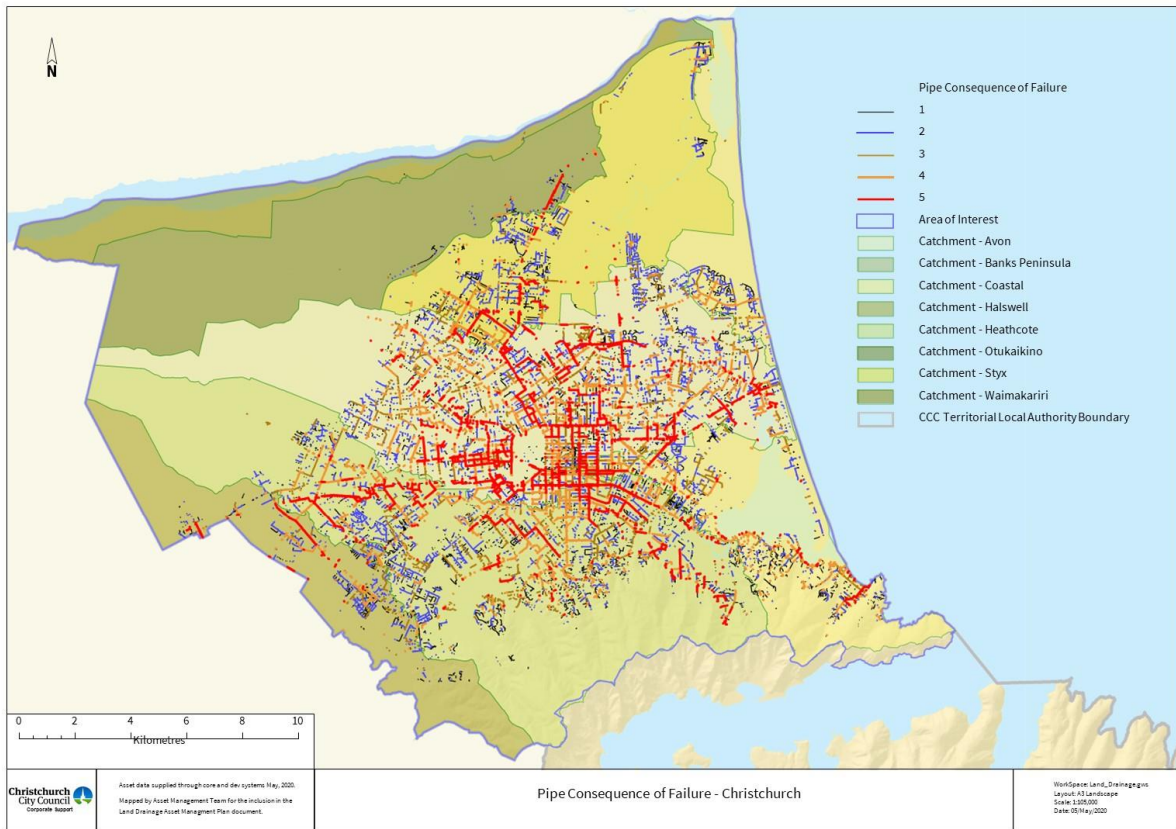 N
Pipe Consequence of Failure
1
2
3
4
5
Area of Interest
Catchment - Avon
Catchment - Banks Peninsula
Catchment - Coastal
Catchment - Halswell
Catchment - Heathcote
Catchment - Otukaikino
Catchment - Styx
Catchment - Waimakariri
CCC Territorial Local Authority Boundary
0 2 4 6 8 10
Kilometres
Christchurch
City Council
Corporate Support
Asset data supplied through core and dev systems May, 2020.
Mapped by Asset Management Team for the inclusion in the
Land Drainage Asset Managment Plan document.
Pipe Consequence of Failure - Christchurch
WorkSpace: Land_Drainage.gws
Layout: A3 Landscape
Scale: 1:105,000
Date: 05/May/2020